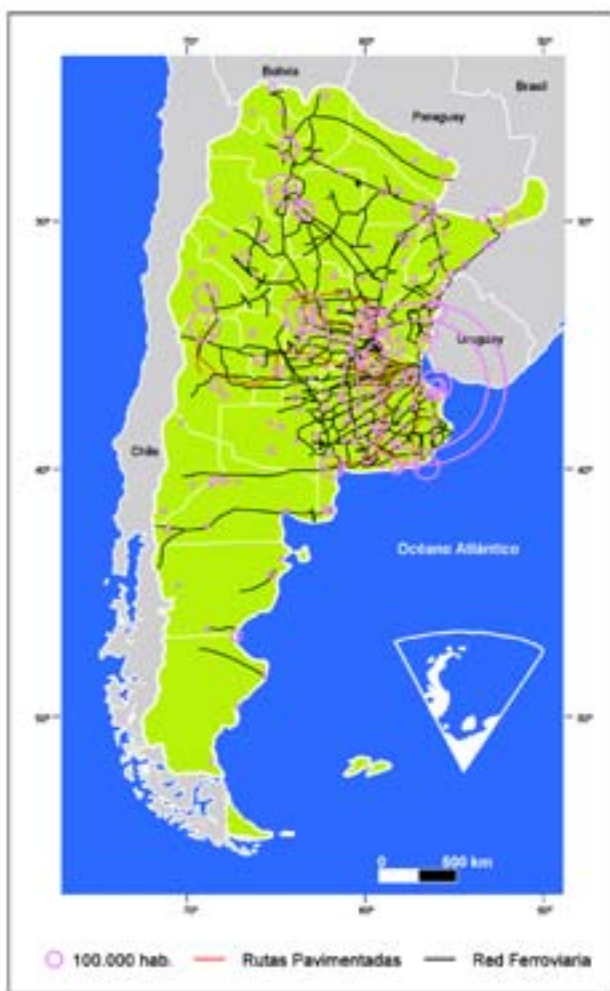 70° 60° 50°
Bolivia
Brasil
Paraguay
30° 30°
Uruguay
Chile
40° 40°
Océano Atlántico
50° 50°
0 500 km
70° 60° 50°
100.000 hab. Rutas Pavimentadas Red Ferroviaria